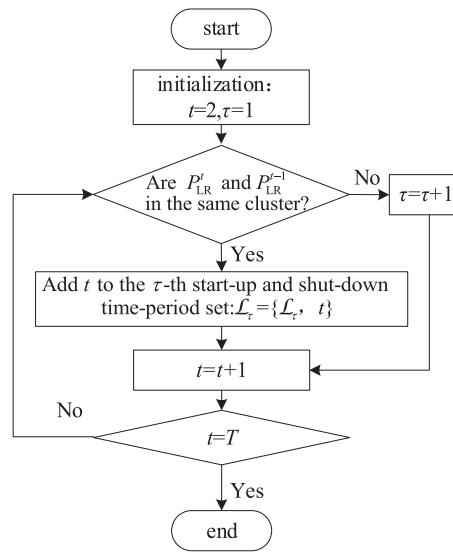 start
initialization：
t=2,τ=1
Are P_LR^t and P_LR^{t−1}
in the same cluster?
No
τ=τ+1
Yes
Add t to the τ-th start-up and shut-down
time-period set:ℒ_τ={ℒ_τ，t}
t=t+1
No
t=T
Yes
end